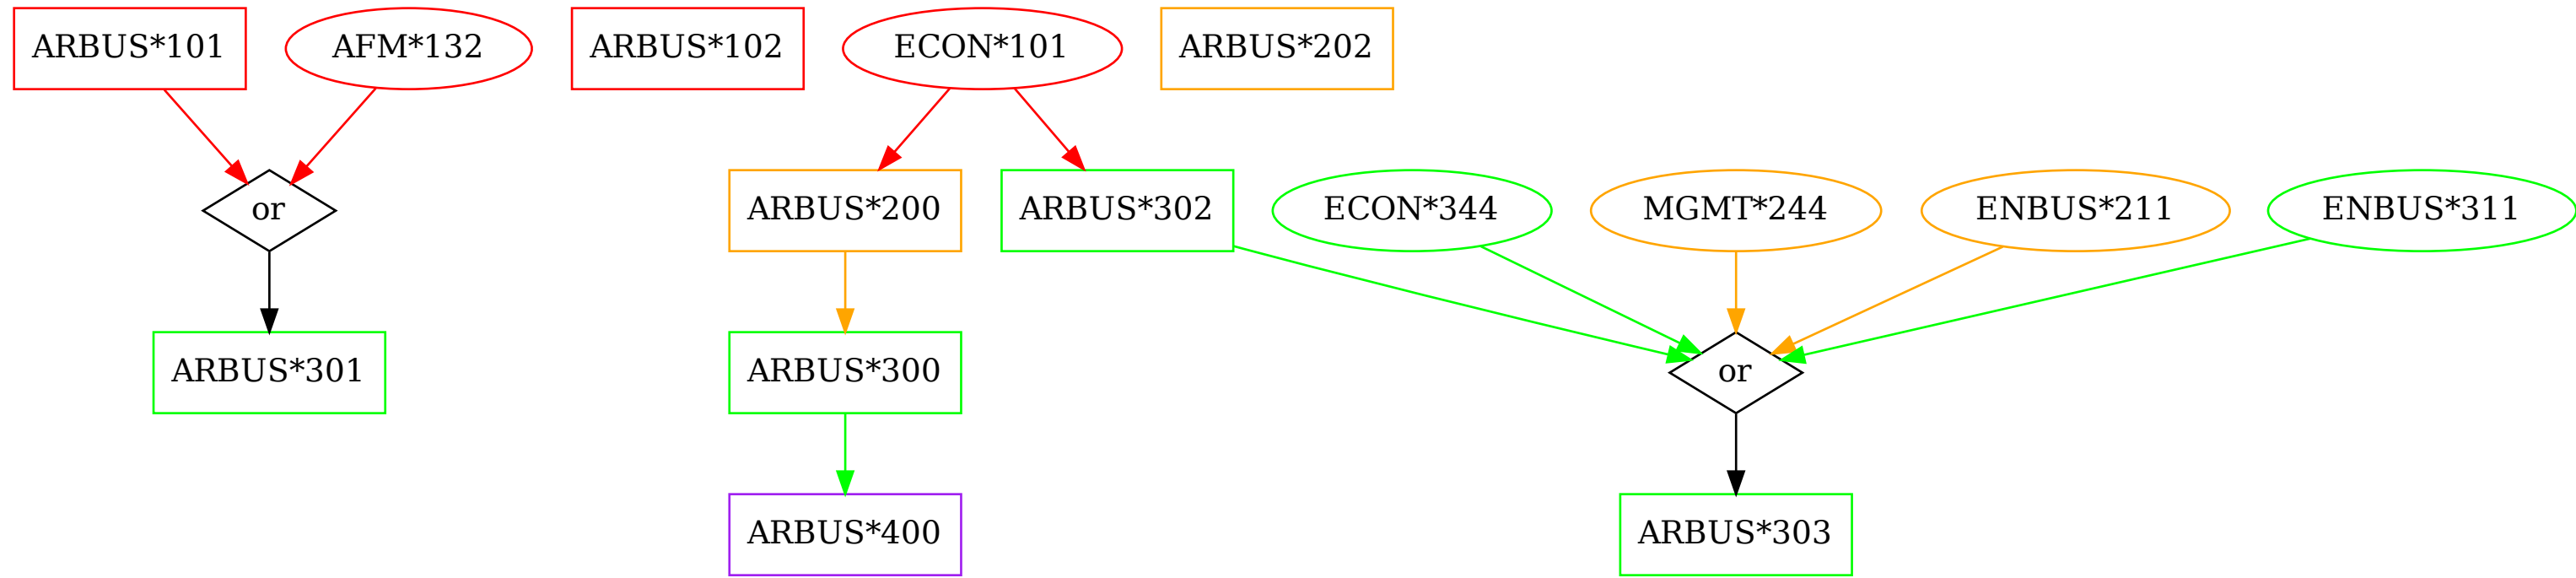 ARBUS*101
AFM*132
ARBUS*102
ECON*101
ARBUS*202
or
ARBUS*200
ARBUS*302
ECON*344
MGMT*244
ENBUS*211
ENBUS*311
ARBUS*301
ARBUS*300
or
ARBUS*400
ARBUS*303